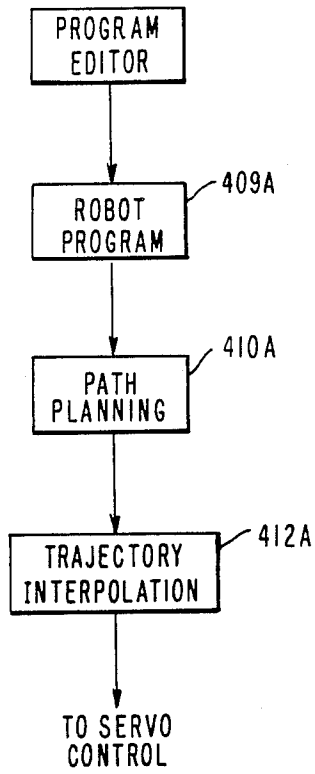 PROGRAM
EDITOR
409A
ROBOT
PROGRAM
410A
PATH
PLANNING
412A
TRAJECTORY
INTERPOLATION
TO SERVO
CONTROL